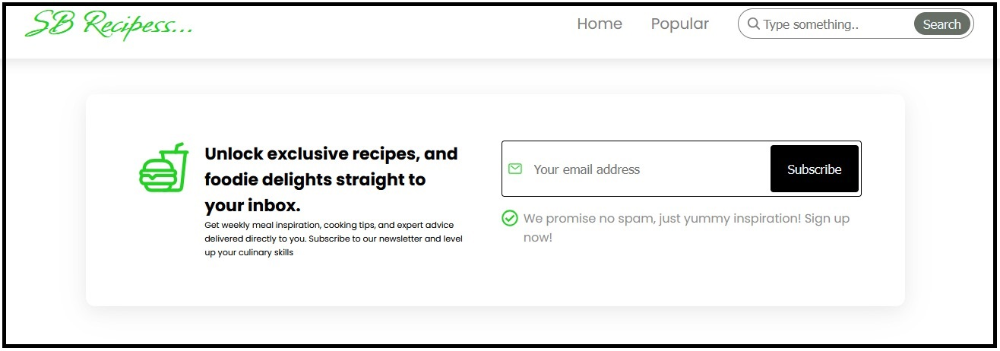 SB Recipess...
Home
Popular
Type something..
Search
Unlock exclusive recipes, and
foodie delights straight to
your inbox.
Get weekly meal inspiration, cooking tips, and expert advice
delivered directly to you. Subscribe to our newsletter and level
up your culinary skills
Your email address
Subscribe
We promise no spam, just yummy inspiration! Sign up
now!